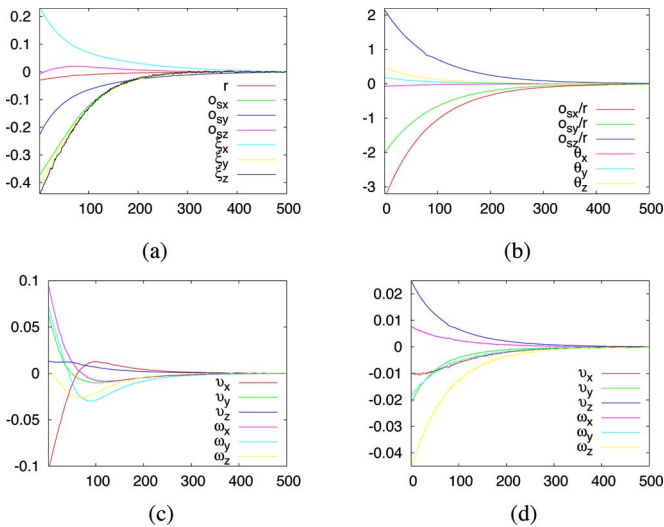 0.2
0.1
0
-0.1
-0.2
-0.3
-0.4
100 200 300 400 500
r
o_sx
o_sy
o_sz
ξ_x
ξ_y
ξ_z
(a)
2
1
0
-1
-2
-3
100 200 300 400 500
o_sx/r
o_sy/r
o_sz/r
θ_x
θ_y
θ_z
(b)
0.1
0.05
0
-0.05
-0.1
100 200 300 400 500
υ_x
υ_y
υ_z
ω_x
ω_y
ω_z
(c)
0.02
0.01
0
-0.01
-0.02
-0.03
-0.04
0 100 200 300 400 500
υ_x
υ_y
υ_z
ω_x
ω_y
ω_z
(d)